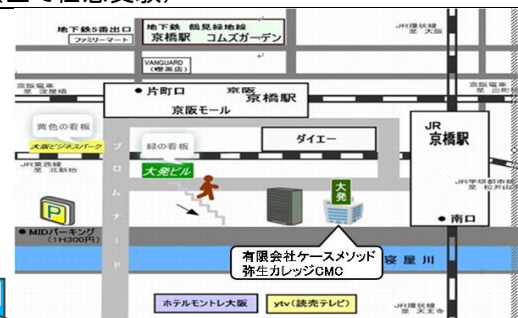 地下鉄5番出口
ファミリーマート
地下鉄 鶴見緑地線
京橋駅 コムズガーデン
JR環状線
至 大阪
VANGUARD
(喫茶店)
京阪電車
至 淀屋橋
● 片町口
京阪
京橋駅
京阪モール
京阪電車
至 出町
黄色の看板
大阪ビジネスパーク
緑の看板
大発ビル
ダイエー
JR
京橋駅
JR東西線
至 北新地
JR学研都市線
至 松井山
プロムナード
P
大発
● MIDパーキング
(1H300円)
● 南口
有限会社ケースメソッド
弥生カレッジCMC
寝屋川
ホテルモントレ大阪
ytv(読売テレビ)
JR環状線
至 天王寺